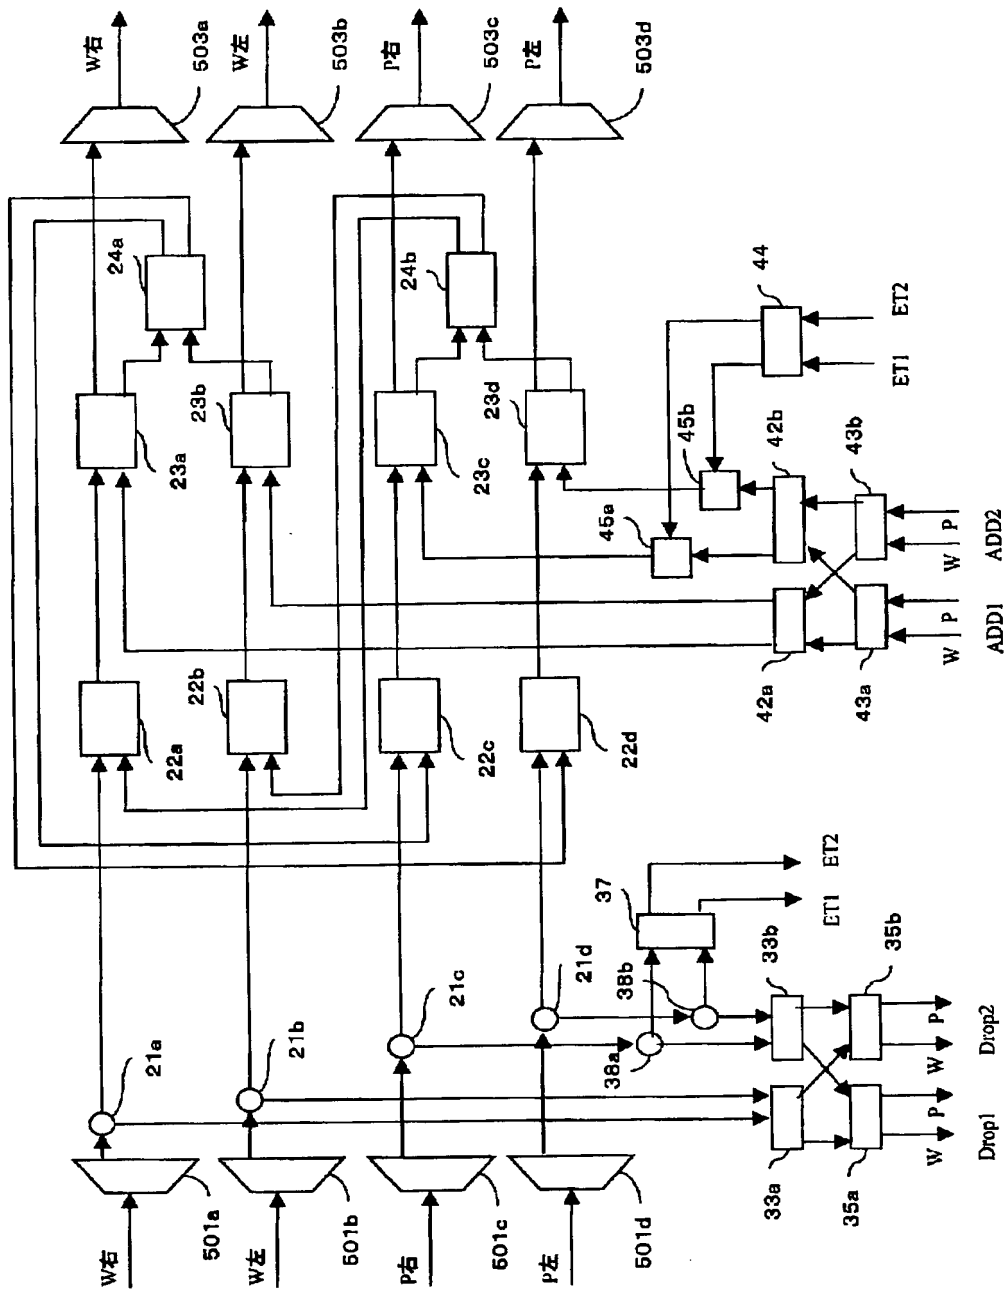 W右
501a
21a
22a
23a
24a
503a
W右
W左
501b
21b
22b
23b
503b
W左
P右
501c
21c
22c
23c
24b
503c
P右
P左
501d
21d
22d
23d
503d
P左
38a
38b
37
ET1
ET2
45a
45b
44
ET1
ET2
33a
33b
42a
42b
35a
35b
43a
43b
W
P
W
P
W
P
W
P
Drop1
Drop2
ADD1
ADD2